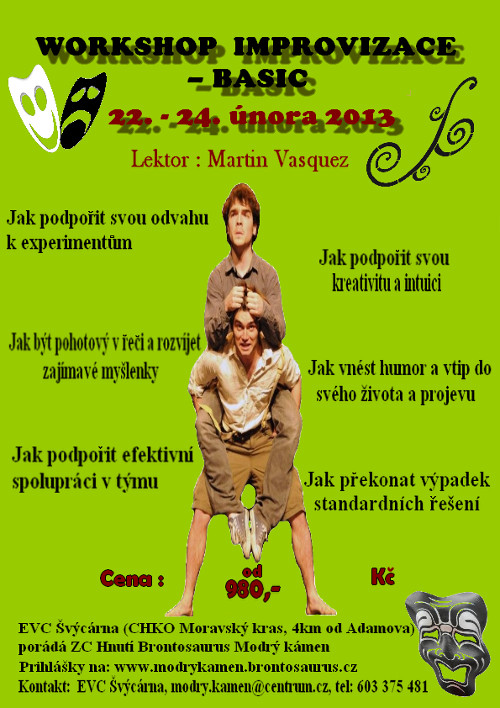 WORKSHOP IMPROVIZACE
– BASIC
22. - 24. února 2013
Lektor : Martin Vasquez
Jak podpořit svou odvahu
k experimentům
Jak podpořit svou
kreativitu a intuici
Jak být pohotový v řeči a rozvíjet
zajímavé myšlenky
Jak vnést humor a vtip do
svého života a projevu
Jak podpořit efektivní
spolupráci v týmu
Jak překonat výpadek
standardních řešení
Cena : od 980,- Kč
EVC Švýcárna (CHKO Moravský kras, 4km od Adamova)
porádá ZC Hnutí Brontosaurus Modrý kámen
Prihlášky na: www.modrykamen.brontosaurus.cz
Kontakt: EVC Švýcárna, modry.kamen@centrum.cz, tel: 603 375 481